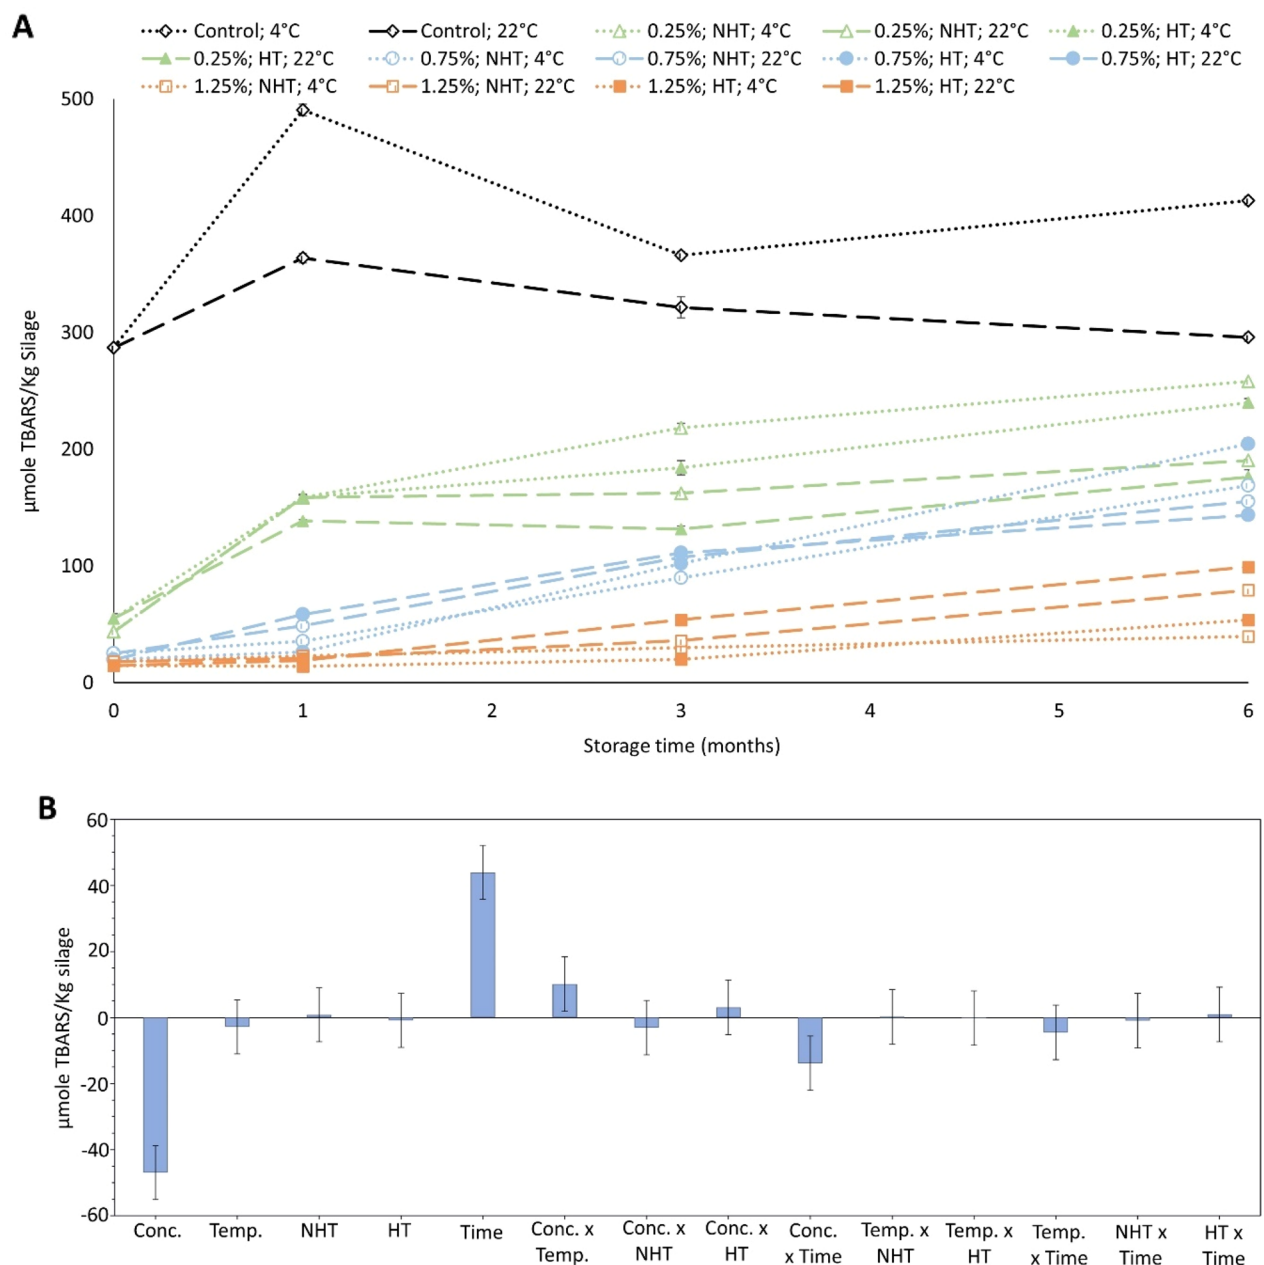 A
Control; 4°C
Control; 22°C
0.25%; NHT; 4°C
0.25%; NHT; 22°C
0.25%; HT; 4°C
0.25%; HT; 22°C
0.75%; NHT; 4°C
0.75%; NHT; 22°C
0.75%; HT; 4°C
0.75%; HT; 22°C
1.25%; NHT; 4°C
1.25%; NHT; 22°C
1.25%; HT; 4°C
1.25%; HT; 22°C
500
400
300
200
100
0
µmole TBARS/Kg Silage
0 1 2 3 4 5 6
Storage time (months)
B
60
40
20
0
-20
-40
-60
µmole TBARS/Kg silage
Conc.
Temp.
NHT
HT
Time
Conc. x
Temp.
Conc. x
NHT
Conc. x
HT
Conc.
x Time
Temp. x
NHT
Temp. x
HT
Temp.
x Time
NHT x
Time
HT x
Time